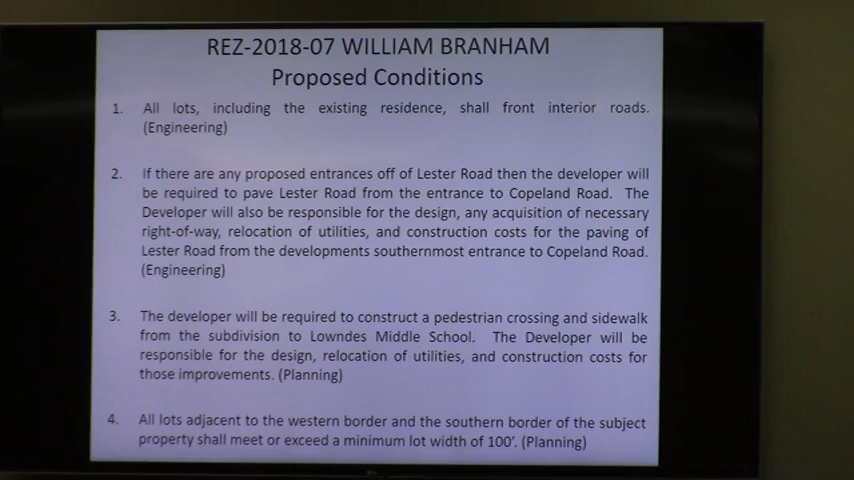 REZ-2018-07 WILLIAM BRANHAM
Proposed Conditions
1. All lots, including the existing residence, shall front interior roads.
(Engineering)
2. If there are any proposed entrances off of Lester Road then the developer will
be required to pave Lester Road from the entrance to Copeland Road. The
Developer will also be responsible for the design, any acquisition of necessary
right-of-way, relocation of utilities, and construction costs for the paving of
Lester Road from the developments southernmost entrance to Copeland Road.
(Engineering)
3. The developer will be required to construct a pedestrian crossing and sidewalk
from the subdivision to Lowndes Middle School. The Developer will be
responsible for the design, relocation of utilities, and construction costs for
those improvements. (Planning)
4. All lots adjacent to the western border and the southern border of the subject
property shall meet or exceed a minimum lot width of 100'. (Planning)